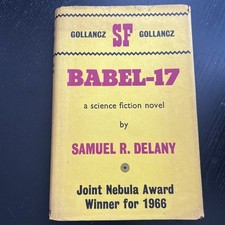 SF
GOLLANCZ GOLLANCZ
BABEL-17
a science fiction novel
by
SAMUEL R. DELANY
Joint Nebula Award
Winner for 1966